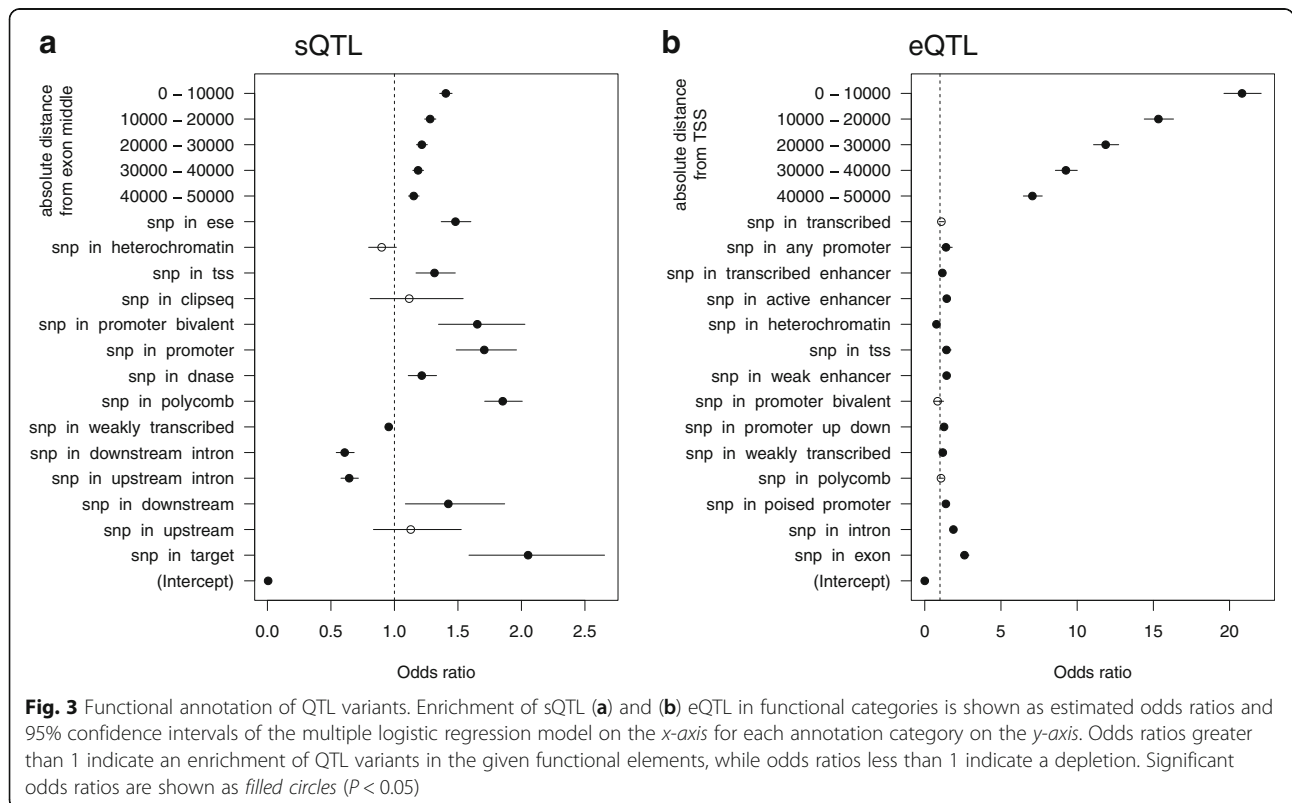 a
sQTL
absolute distance
from exon middle
0 – 10000
10000 – 20000
20000 – 30000
30000 – 40000
40000 – 50000
snp in ese
snp in heterochromatin
snp in tss
snp in clipseq
snp in promoter bivalent
snp in promoter
snp in dnase
snp in polycomb
snp in weakly transcribed
snp in downstream intron
snp in upstream intron
snp in downstream
snp in upstream
snp in target
(Intercept)
0.0 0.5 1.0 1.5 2.0 2.5
Odds ratio
b
eQTL
absolute distance
from TSS
0 – 10000
10000 – 20000
20000 – 30000
30000 – 40000
40000 – 50000
snp in transcribed
snp in any promoter
snp in transcribed enhancer
snp in active enhancer
snp in heterochromatin
snp in tss
snp in weak enhancer
snp in promoter bivalent
snp in promoter up down
snp in weakly transcribed
snp in polycomb
snp in poised promoter
snp in intron
snp in exon
(Intercept)
0 5 10 15 20
Odds ratio
Fig. 3 Functional annotation of QTL variants. Enrichment of sQTL (a) and (b) eQTL in functional categories is shown as estimated odds ratios and
95% confidence intervals of the multiple logistic regression model on the x-axis for each annotation category on the y-axis. Odds ratios greater
than 1 indicate an enrichment of QTL variants in the given functional elements, while odds ratios less than 1 indicate a depletion. Significant
odds ratios are shown as filled circles (P < 0.05)